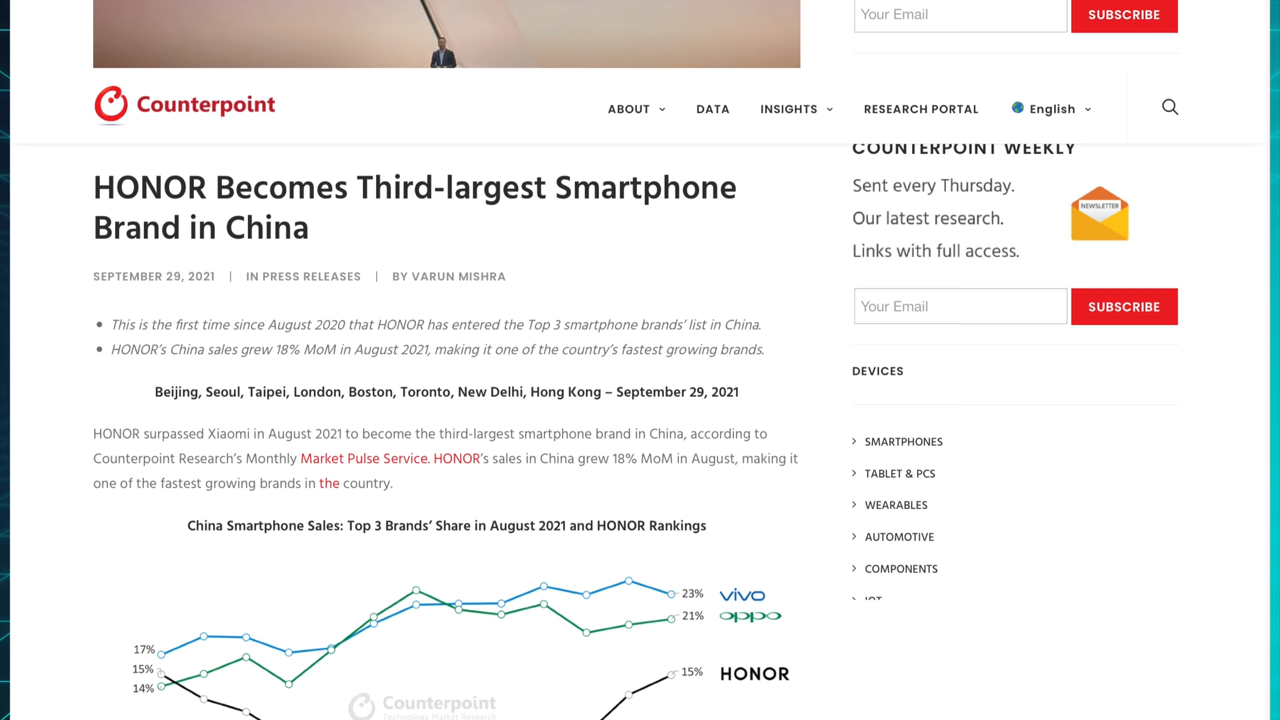 Your Email
SUBSCRIBE
Counterpoint
ABOUT
DATA
INSIGHTS
RESEARCH PORTAL
English
HONOR Becomes Third-largest Smartphone
Brand in China
SEPTEMBER 29, 2021 | IN PRESS RELEASES | BY VARUN MISHRA
• This is the first time since August 2020 that HONOR has entered the Top 3 smartphone brands’ list in China.
• HONOR’s China sales grew 18% MoM in August 2021, making it one of the country’s fastest growing brands.
Beijing, Seoul, Taipei, London, Boston, Toronto, New Delhi, Hong Kong – September 29, 2021
HONOR surpassed Xiaomi in August 2021 to become the third-largest smartphone brand in China, according to
Counterpoint Research’s Monthly Market Pulse Service. HONOR’s sales in China grew 18% MoM in August, making it
one of the fastest growing brands in the country.
China Smartphone Sales: Top 3 Brands’ Share in August 2021 and HONOR Rankings
17%
15%
14%
23% vivo
21% oppo
15% HONOR
Counterpoint
Technology Market Research
COUNTERPOINT WEEKLY
Sent every Thursday.
Our latest research.
Links with full access.
NEWSLETTER
Your Email
SUBSCRIBE
DEVICES
SMARTPHONES
TABLET & PCS
WEARABLES
AUTOMOTIVE
COMPONENTS
IOT